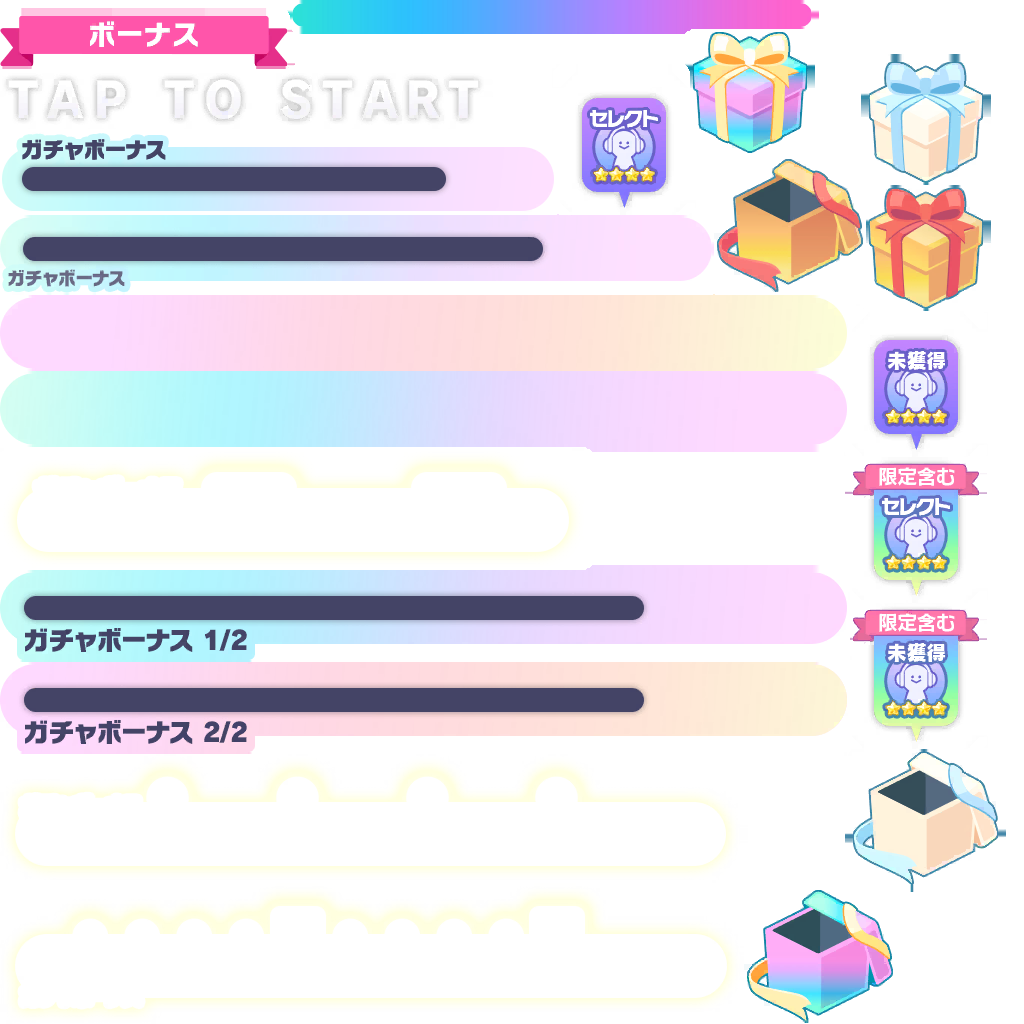 ボーナス
TAP TO START
セレクト
ガチャボーナス
ガチャボーナス
未獲得
限定含む
セレクト
限定含む
未獲得
ガチャボーナス 1/2
ガチャボーナス 2/2